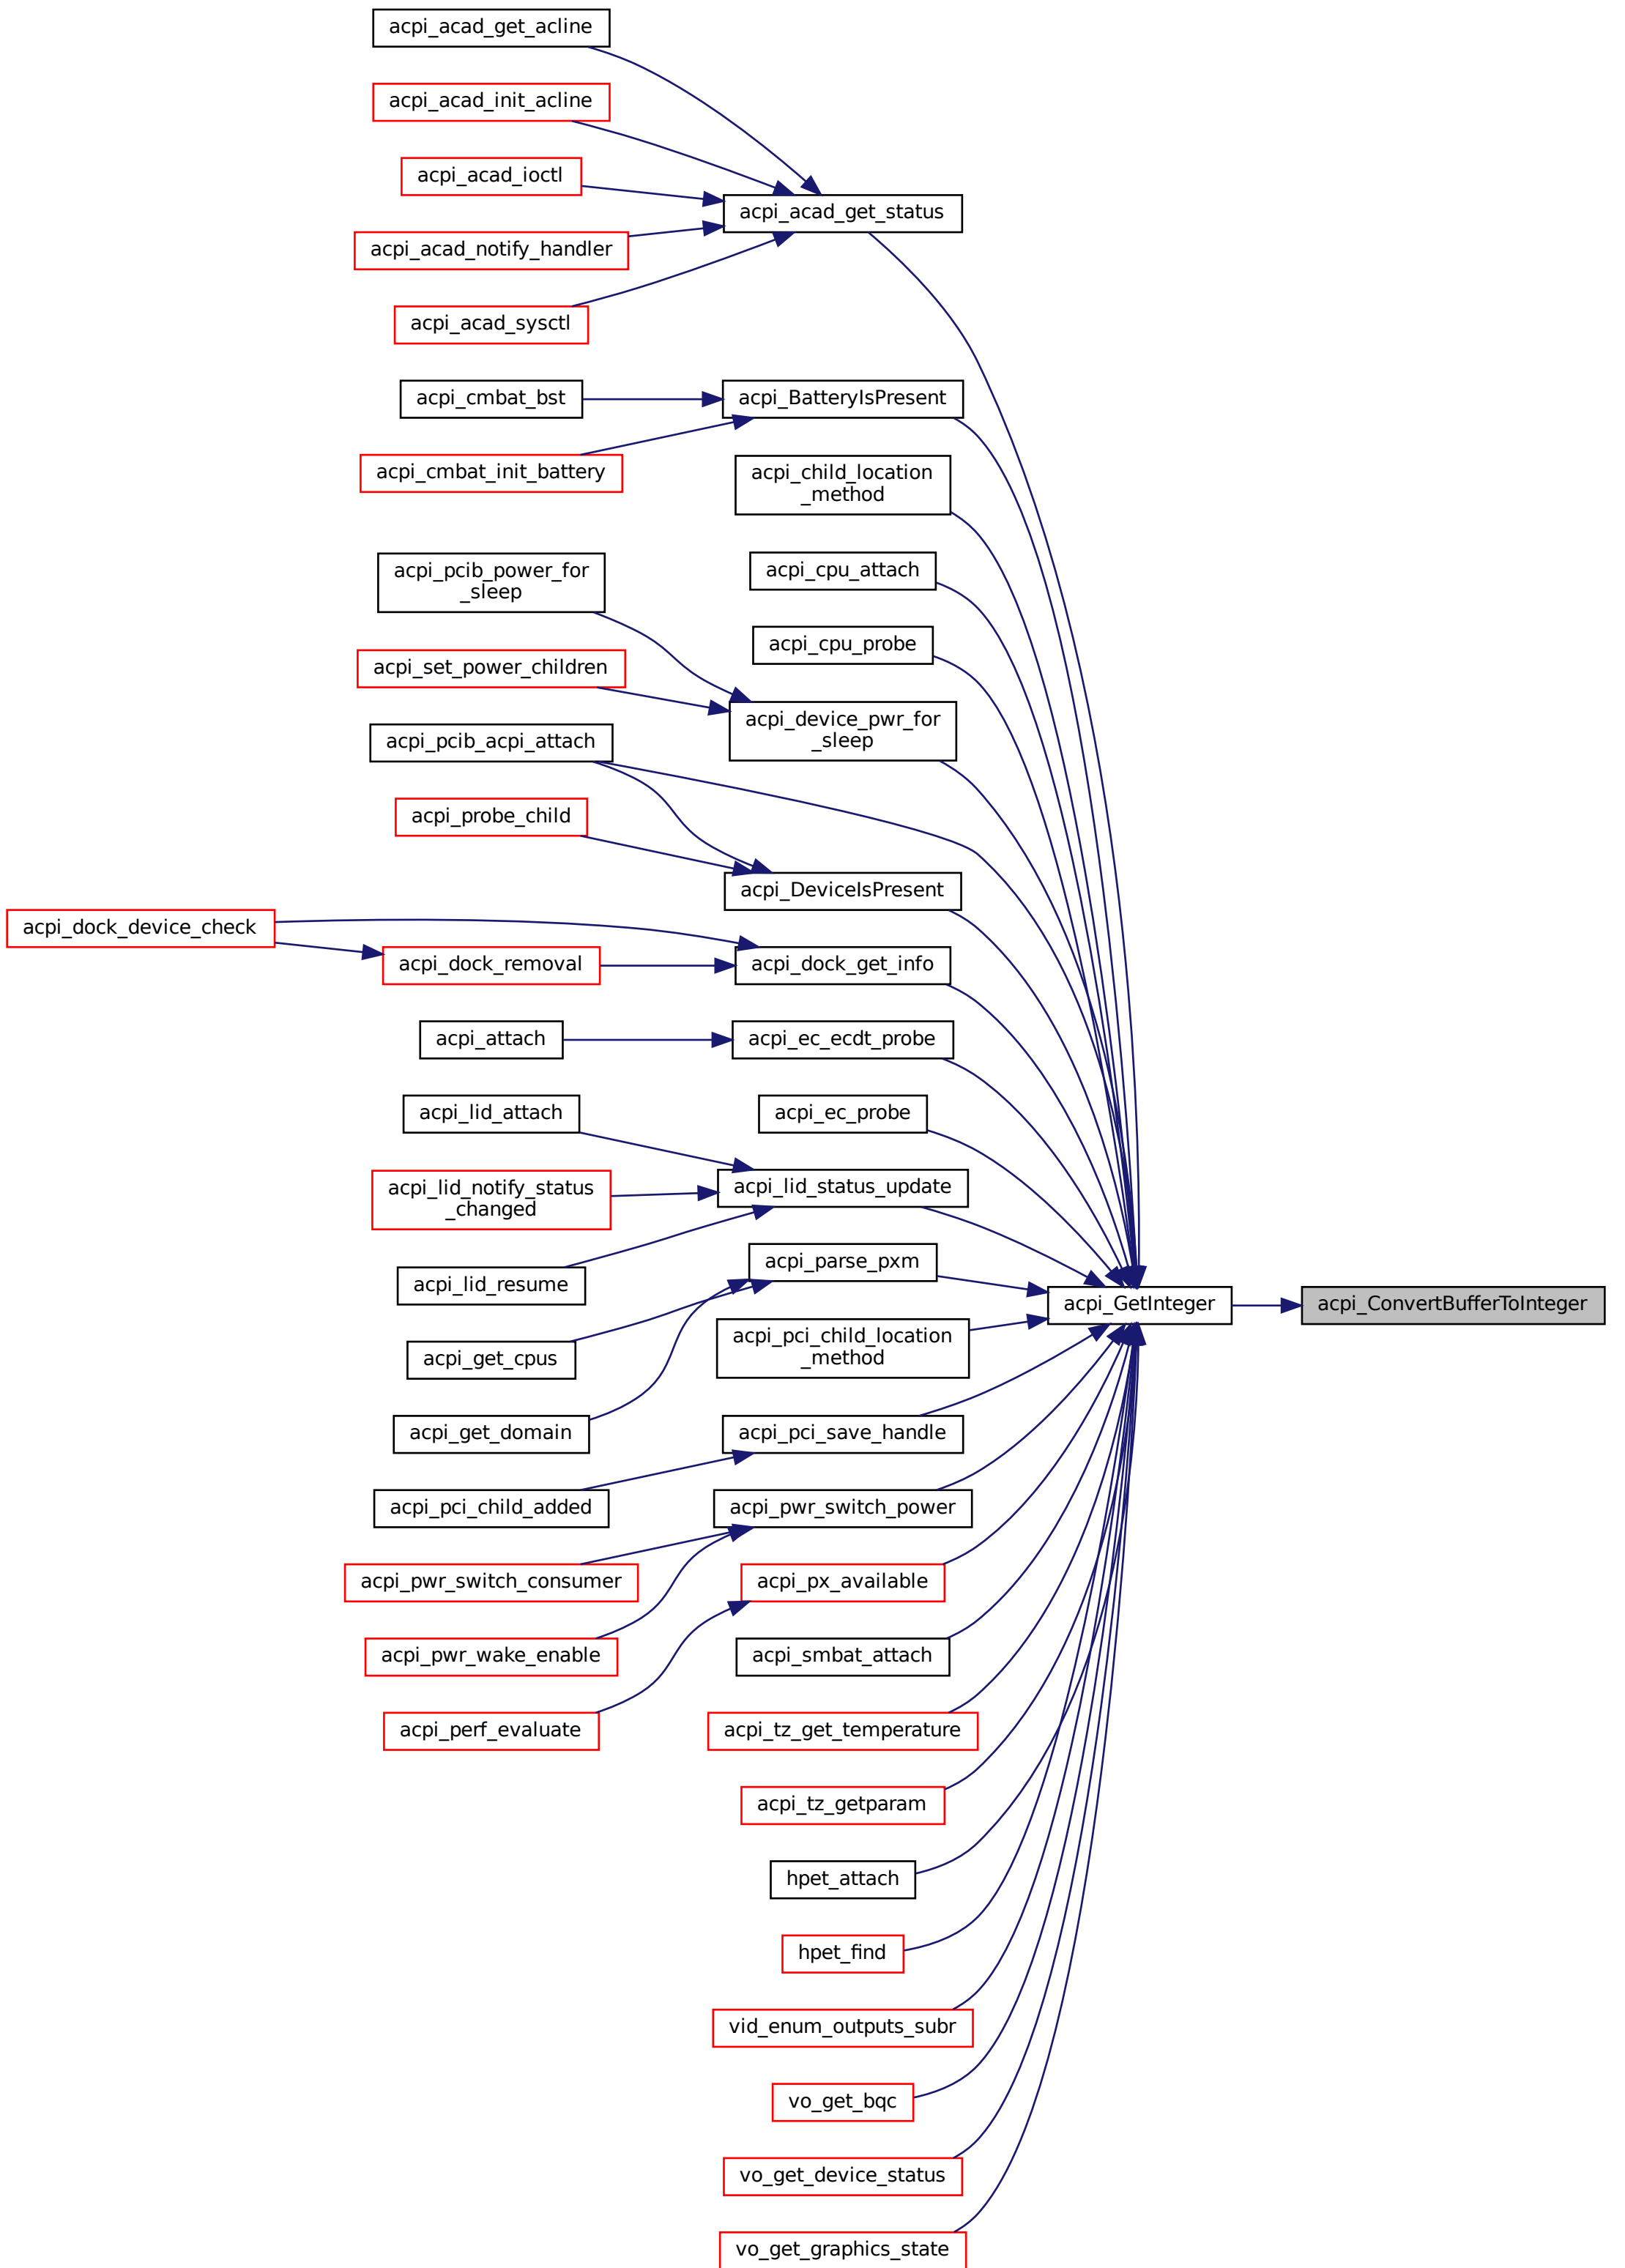 acpi_acad_get_acline
acpi_acad_init_acline
acpi_acad_ioctl
acpi_acad_get_status
acpi_acad_notify_handler
acpi_acad_sysctl
acpi_cmbat_bst
acpi_BatteryIsPresent
acpi_cmbat_init_battery
acpi_child_location
_method
acpi_pcib_power_for
_sleep
acpi_cpu_attach
acpi_cpu_probe
acpi_set_power_children
acpi_device_pwr_for
_sleep
acpi_pcib_acpi_attach
acpi_probe_child
acpi_DeviceIsPresent
acpi_dock_device_check
acpi_dock_removal
acpi_dock_get_info
acpi_attach
acpi_ec_ecdt_probe
acpi_lid_attach
acpi_ec_probe
acpi_lid_notify_status
_changed
acpi_lid_status_update
acpi_lid_resume
acpi_parse_pxm
acpi_GetInteger
acpi_ConvertBufferToInteger
acpi_get_cpus
acpi_pci_child_location
_method
acpi_get_domain
acpi_pci_save_handle
acpi_pci_child_added
acpi_pwr_switch_power
acpi_pwr_switch_consumer
acpi_px_available
acpi_pwr_wake_enable
acpi_smbat_attach
acpi_perf_evaluate
acpi_tz_get_temperature
acpi_tz_getparam
hpet_attach
hpet_find
vid_enum_outputs_subr
vo_get_bqc
vo_get_device_status
vo_get_graphics_state